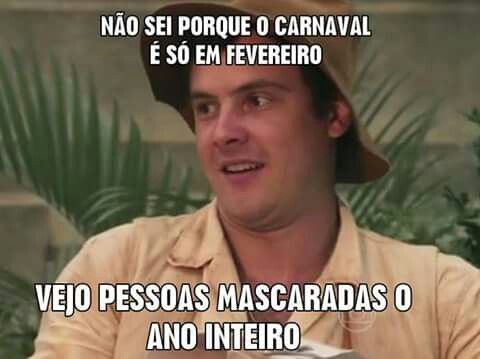 NÃO SEI PORQUE O CARNAVAL
É SÓ EM FEVEREIRO
VEJO PESSOAS MASCARADAS O
ANO INTEIRO